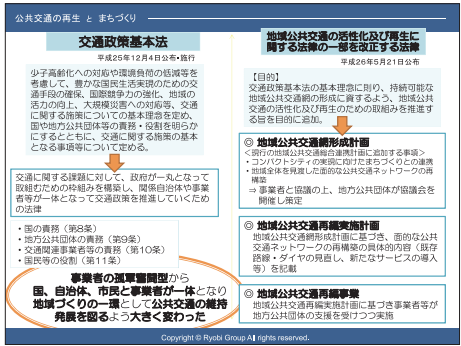 公共交通の再生 と まちづくり
交通政策基本法
平成25年12月4日公布・施行
少子高齢化への対応や環境負荷の低減等を
考慮して、豊かな国民生活実現のための交
通手段の確保、国際競争力の強化、地域の
活力の向上、大規模災害への対応等、交通
に関する施策についての基本理念を定め、
国や地方公共団体等の責務・役割を明らか
にするとともに、交通に関する施策の基本
となる事項等について定める。
交通に関する課題に対して、政府が一丸となって
取組むための枠組みを構築し、関係自治体や事業
者等が一体となって交通政策を推進していくため
の法律
・国の責務（第8条）
・地方公共団体の責務（第9条）
・交通関連事業者等の責務（第10条）
・国民等の役割（第11条）
事業者の孤軍奮闘型から
国、自治体、市民と事業者が一体となり
地域づくりの一環として公共交通の維持
発展を図るよう大きく変わった
地域公共交通の活性化及び再生に
関する法律の一部を改正する法律
平成26年5月21日公布
【目的】
交通政策基本法の基本理念に則り、持続可能な
地域公共交通網の形成に資するよう、地域公共
交通の活性化及び再生のための取組みを推進す
る旨を目的に追加。
◎ 地域公共交通網形成計画
＜現行の地域公共交通総合連携計画に追加する事項＞
・コンパクトシティの実現に向けたまちづくりとの連携
・地域全体を見渡した面的な公共交通ネットワークの再
構築
⇒ 事業者と協議の上、地方公共団体が協議会を
開催し策定
◎ 地域公共交通再編実施計画
地域公共交通網形成計画に基づき、面的な公共
交通ネットワークの再構築の具体的内容（既存
路線・ダイヤの見直し、新たなサービスの導入
等）を記載
◎ 地域公共交通再編事業
地域公共交通再編実施計画に基づき事業者等が
地方公共団体の支援を受けつつ実施
Copyright © Ryobi Group All rights reserved.